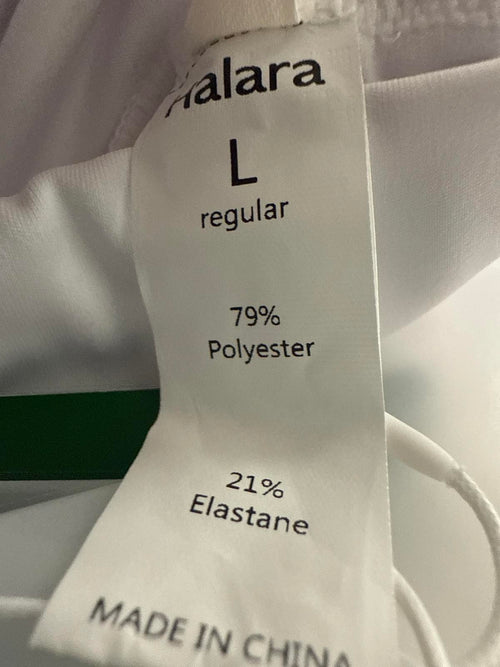 Halara
L
regular
79%
Polyester
21%
Elastane
MADE IN CHINA